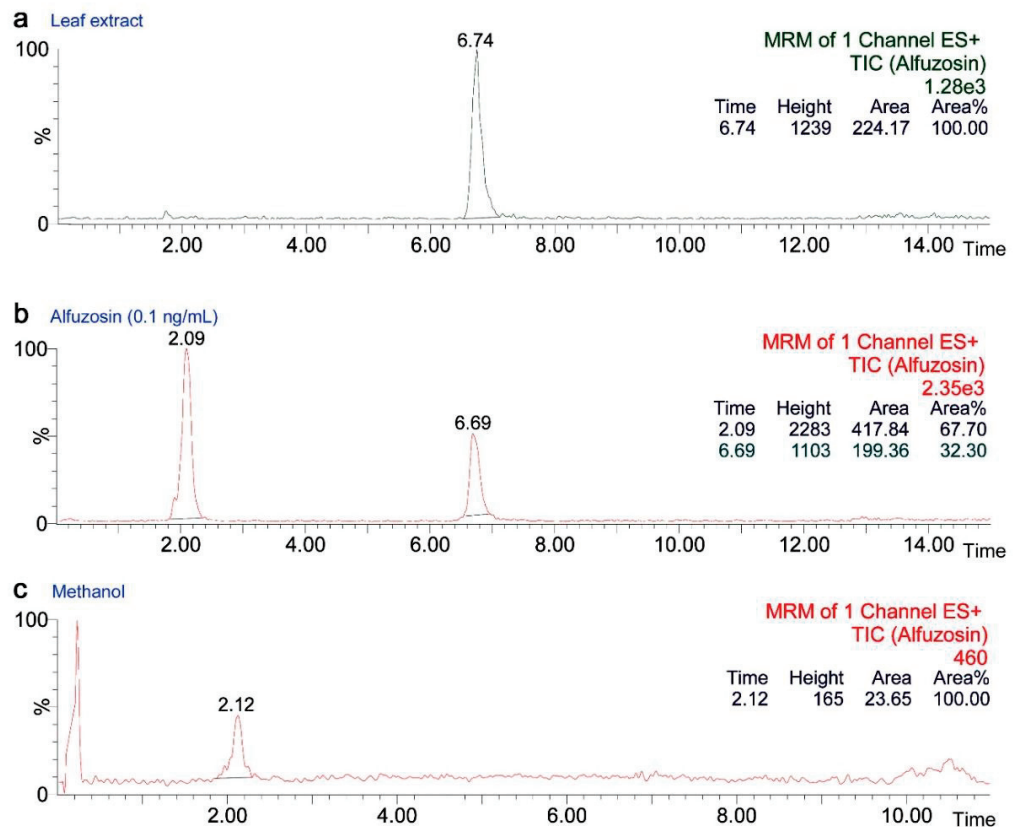 a Leaf extract
MRM of 1 Channel ES+
TIC (Alfuzosin)
1.28e3
Time Height Area Area%
6.74 1239 224.17 100.00
6.74
100
%
0
2.00 4.00 6.00 8.00 10.00 12.00 14.00 Time
b Alfuzosin (0.1 ng/mL)
MRM of 1 Channel ES+
TIC (Alfuzosin)
2.35e3
Time Height Area Area%
2.09 2283 417.84 67.70
6.69 1103 199.36 32.30
2.09
6.69
100
%
0
2.00 4.00 6.00 8.00 10.00 12.00 14.00 Time
c Methanol
MRM of 1 Channel ES+
TIC (Alfuzosin)
460
Time Height Area Area%
2.12 165 23.65 100.00
2.12
100
%
0
2.00 4.00 6.00 8.00 10.00 Time